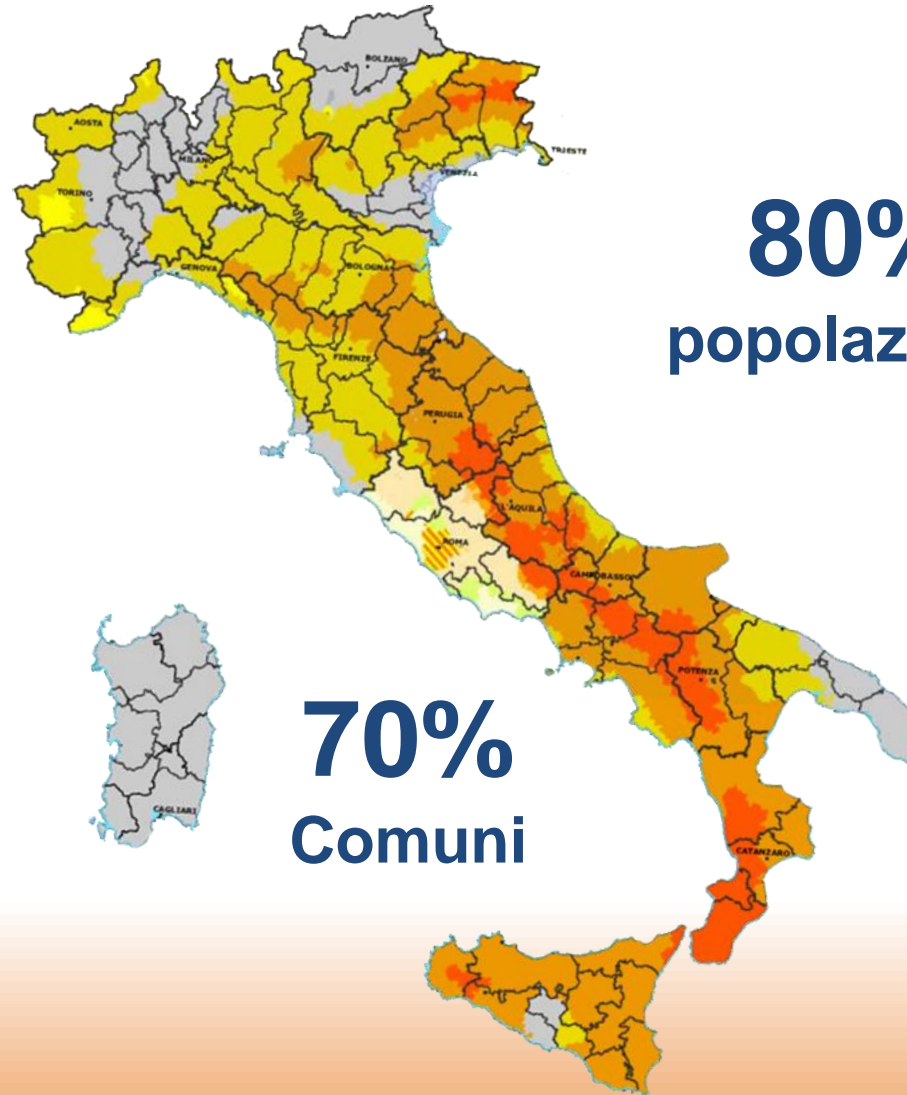 BOLZANO
AOSTA
MILANO
TRIESTE
VENEZIA
TORINO
GENOVA
BOLOGNA
80%
popolaz
FIRENZE
PERUGIA
L'AQUILA
ROMA
CAMPOBASSO
POTENZA
70%
Comuni
CAGLIARI
CATANZARO